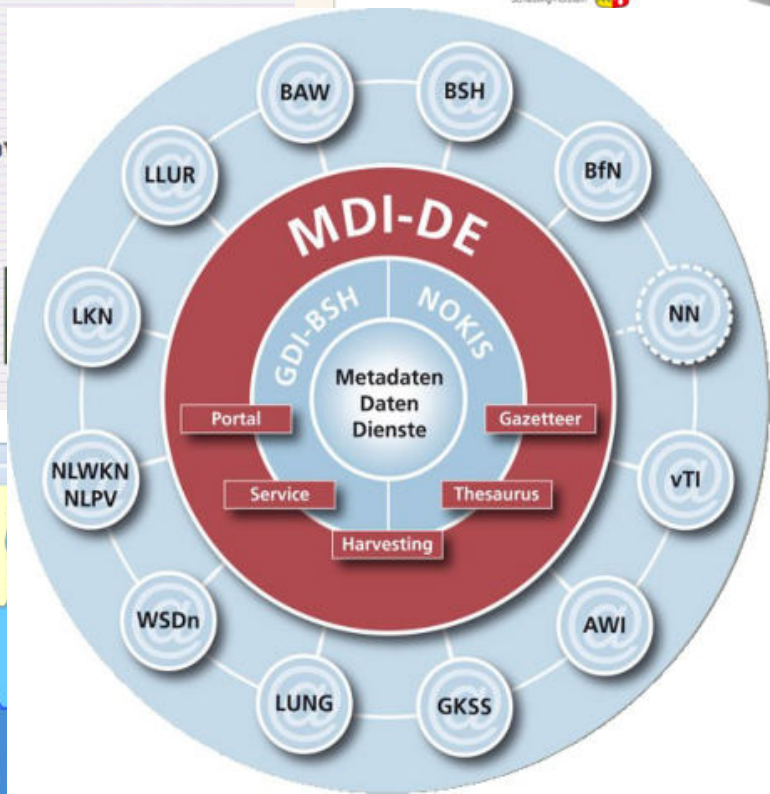 BAW
BSH
LLUR
BfN
MDI-DE
LKN
NN
GDI-BSH
NOKIS
Metadaten
Daten
Dienste
Portal
Gazetteer
NLWKN
NLPV
vTI
Service
Thesaurus
Harvesting
WSDn
AWI
LUNG
GKSS